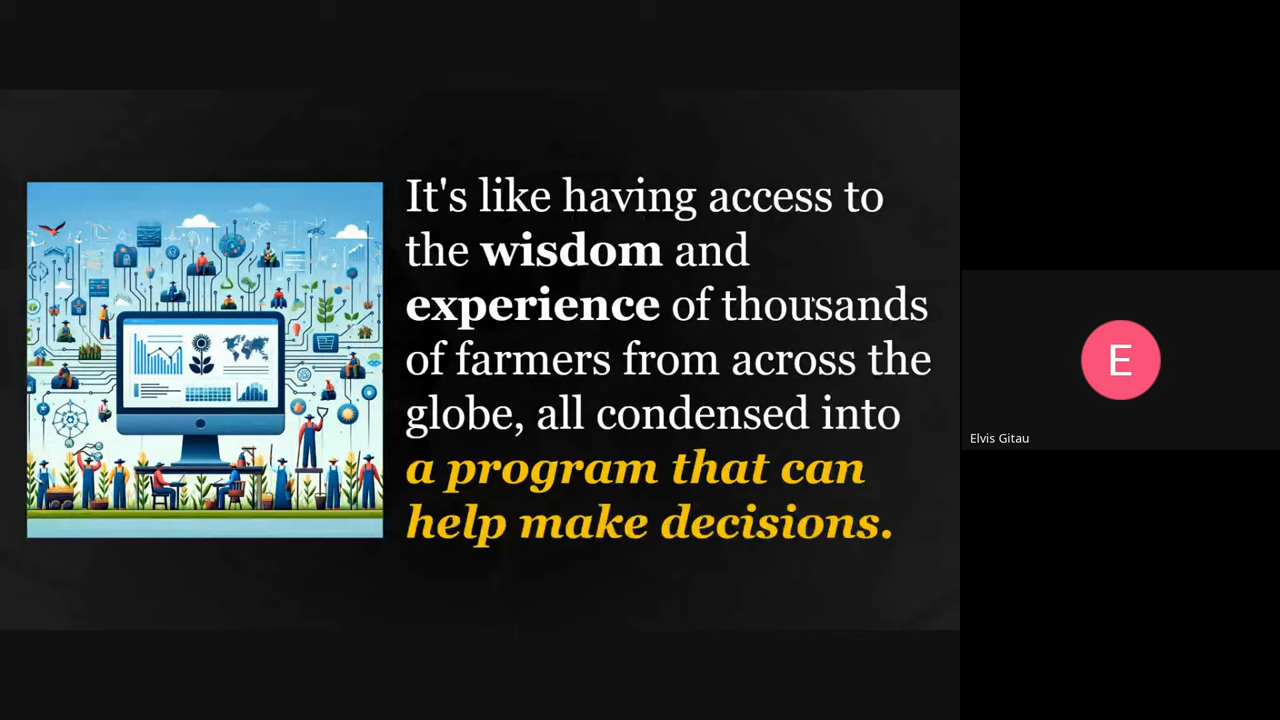 It's like having access to
the wisdom and
experience of thousands
of farmers from across the
globe, all condensed into
a program that can
help make decisions.
E
Elvis Gitau